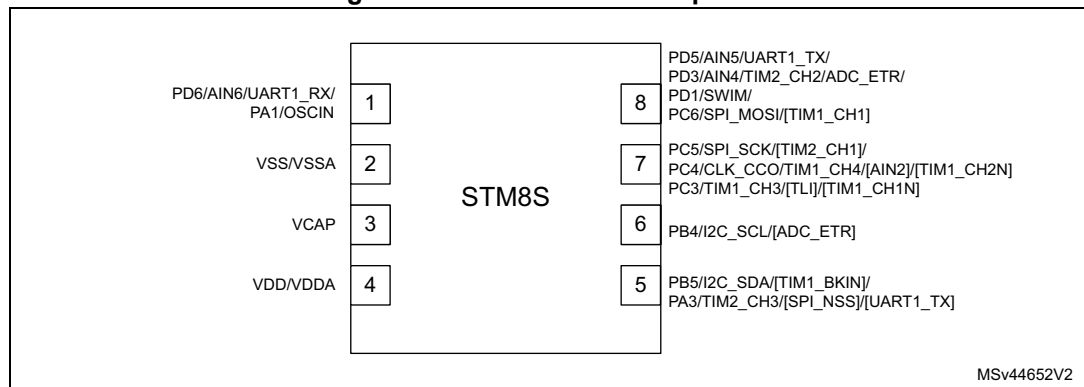 PD6/AIN6/UART1_RX/
PA1/OSCIN
1
VSS/VSSA
2
VCAP
3
VDD/VDDA
4
STM8S
8
PD5/AIN5/UART1_TX/
PD3/AIN4/TIM2_CH2/ADC_ETR/
PD1/SWIM/
PC6/SPI_MOSI/[TIM1_CH1]
7
PC5/SPI_SCK/[TIM2_CH1]/
PC4/CLK_CCO/TIM1_CH4/[AIN2]/[TIM1_CH2N]
PC3/TIM1_CH3/[TLI]/[TIM1_CH1N]
6
PB4/I2C_SCL/[ADC_ETR]
5
PB5/I2C_SDA/[TIM1_BKIN]/
PA3/TIM2_CH3/[SPI_NSS]/[UART1_TX]
MSv44652V2